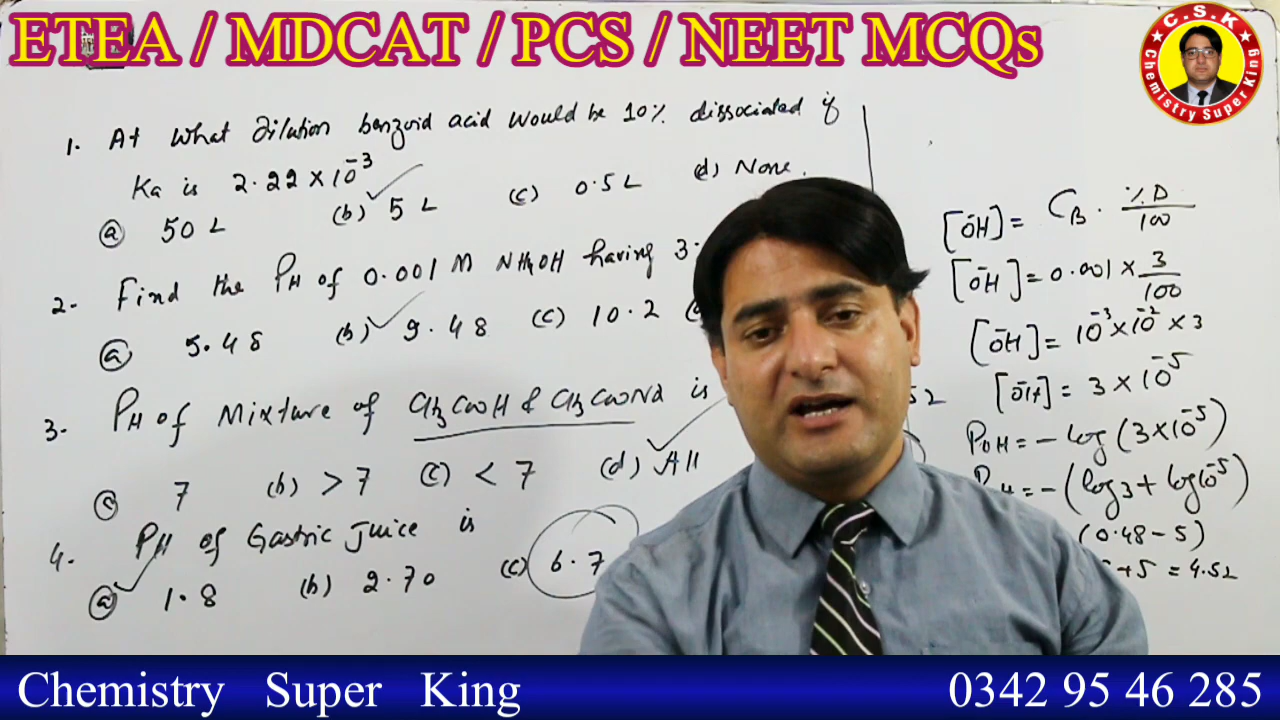 ETEA / MDCAT / PCS / NEET MCQs
C.S.K
Chemistry Super King
1. At what dilution benzoid acid would be 10% dissociated if
Ka is 2.22 × 10⁻³
(a) 50 L (b) 5 L (c) 0.5 L (d) None.
2. Find the PH of 0.001 M NH4OH having 3.
(a) 5.48 (b) 9.48 (c) 10.2
3. PH of Mixture of CH3COOH & CH3COONa is
(a) 7 (b) > 7 (c) < 7 (d) All
4. PH of Gastric Juice is
(a) 1.8 (b) 2.70 (c) 6.7
[OH⁻] = CB . %D/100
[OH⁻] = 0.001 × 3/100
[OH⁻] = 10⁻³ × 10⁻² × 3
[OH⁻] = 3 × 10⁻⁵
52
POH = - log (3×10⁻⁵)
H = - (log3 + log10⁻⁵)
(0.48 - 5)
+5 = 4.52
Chemistry Super King
0342 95 46 285